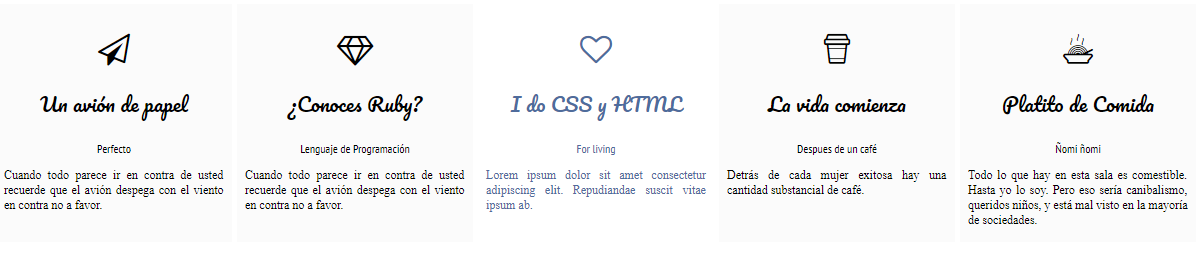 Un avión de papel
Perfecto
Cuando todo parece ir en contra de usted
recuerde que el avión despega con el viento
en contra no a favor.
¿Conoces Ruby?
Lenguaje de Programación
Cuando todo parece ir en contra de usted
recuerde que el avión despega con el viento
en contra no a favor.
I do CSS y HTML
For living
Lorem ipsum dolor sit amet consectetur
adipiscing elit. Repudiandae suscit vitae
ipsum ab.
La vida comienza
Despues de un café
Detrás de cada mujer exitosa hay una
cantidad substancial de café.
Platito de Comida
Ñomi ñomi
Todo lo que hay en esta sala es comestible.
Hasta yo lo soy. Pero eso sería canibalismo,
queridos niños, y está mal visto en la mayoría
de sociedades.